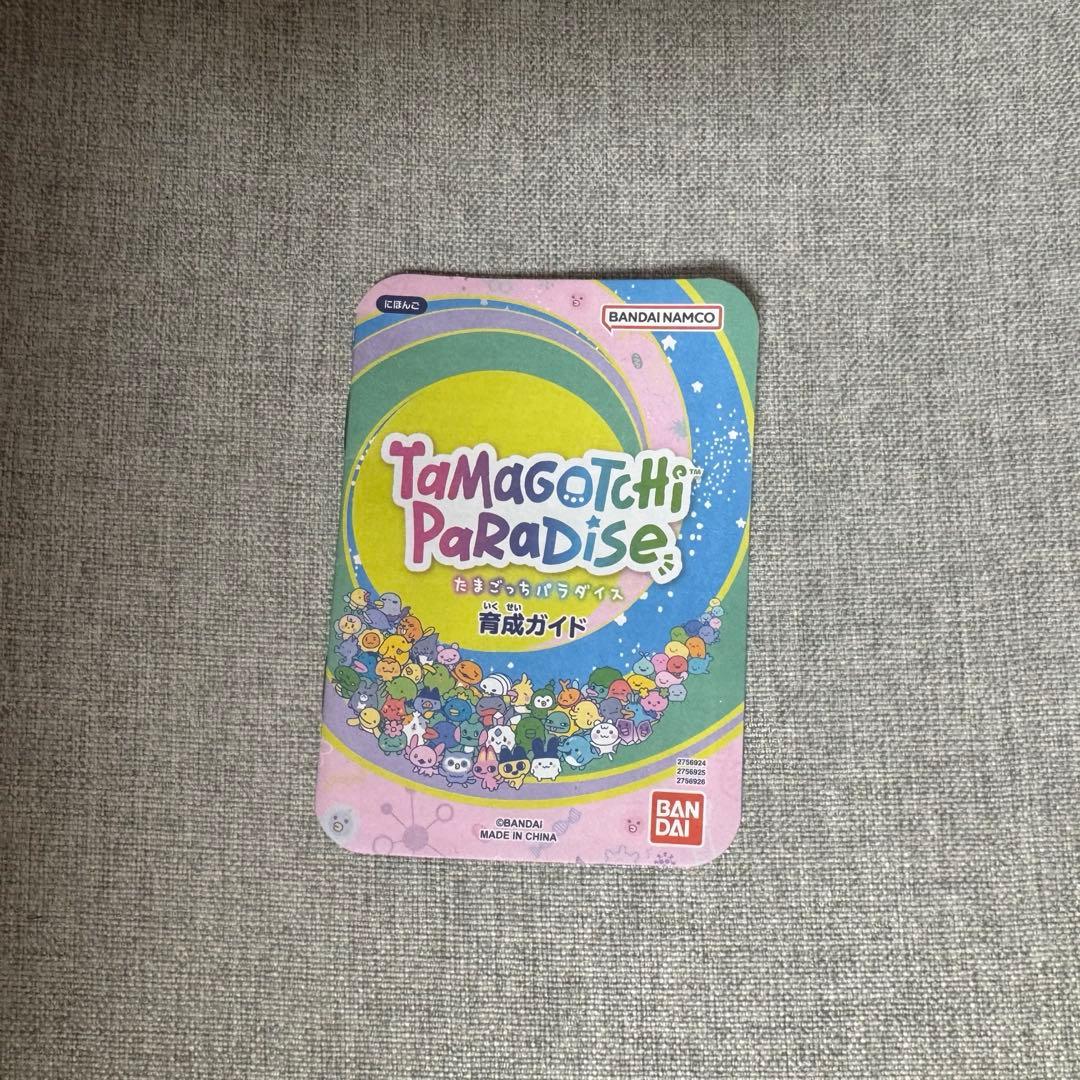 にほんご
BANDAI NAMCO
TaMaGOTCHi™
PaRaDiSe
たまごっちパラダイス
いく せい
育成ガイド
2756924
2756925
2756926
©BANDAI
MADE IN CHINA
BAN
DAI